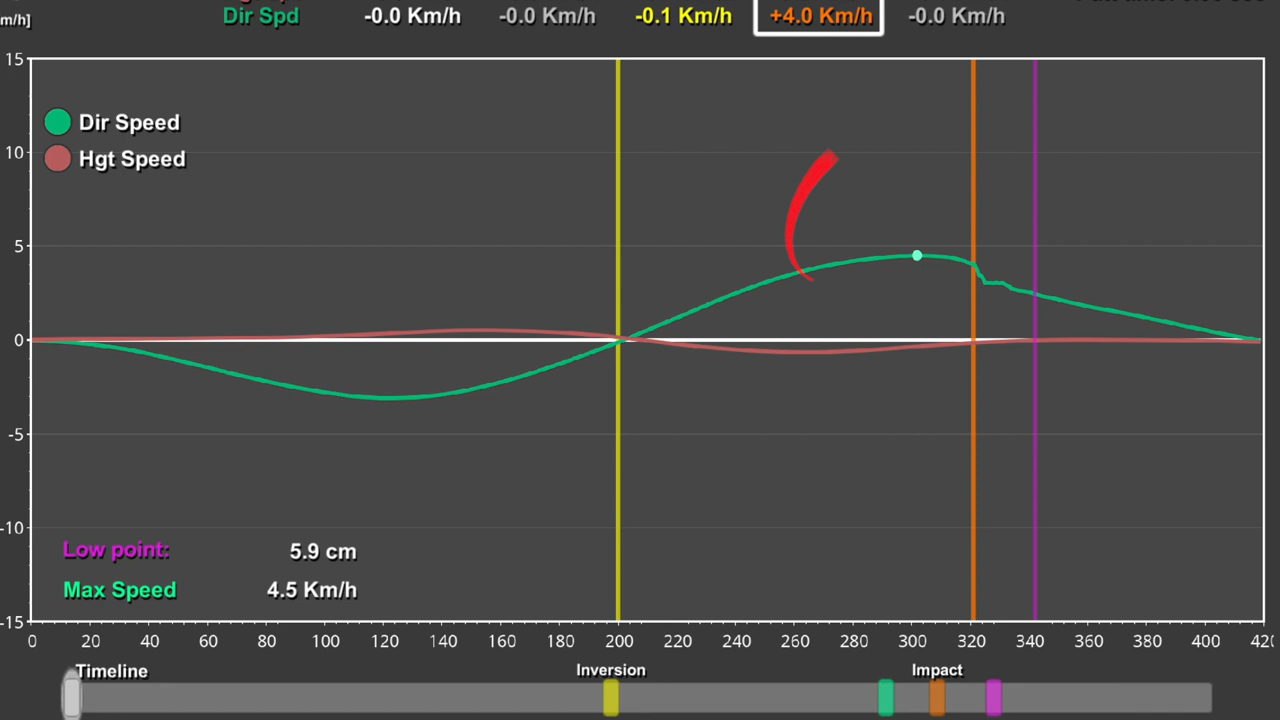 m/h] Dir Spd -0.0 Km/h -0.0 Km/h -0.1 Km/h +4.0 Km/h -0.0 Km/h
15
Dir Speed
10
Hgt Speed
5
0
-5
-10
Low point: 5.9 cm
Max Speed 4.5 Km/h
-15
0 20 40 60 80 100 120 140 160 180 200 220 240 260 280 300 320 340 360 380 400 420
Timeline Inversion Impact